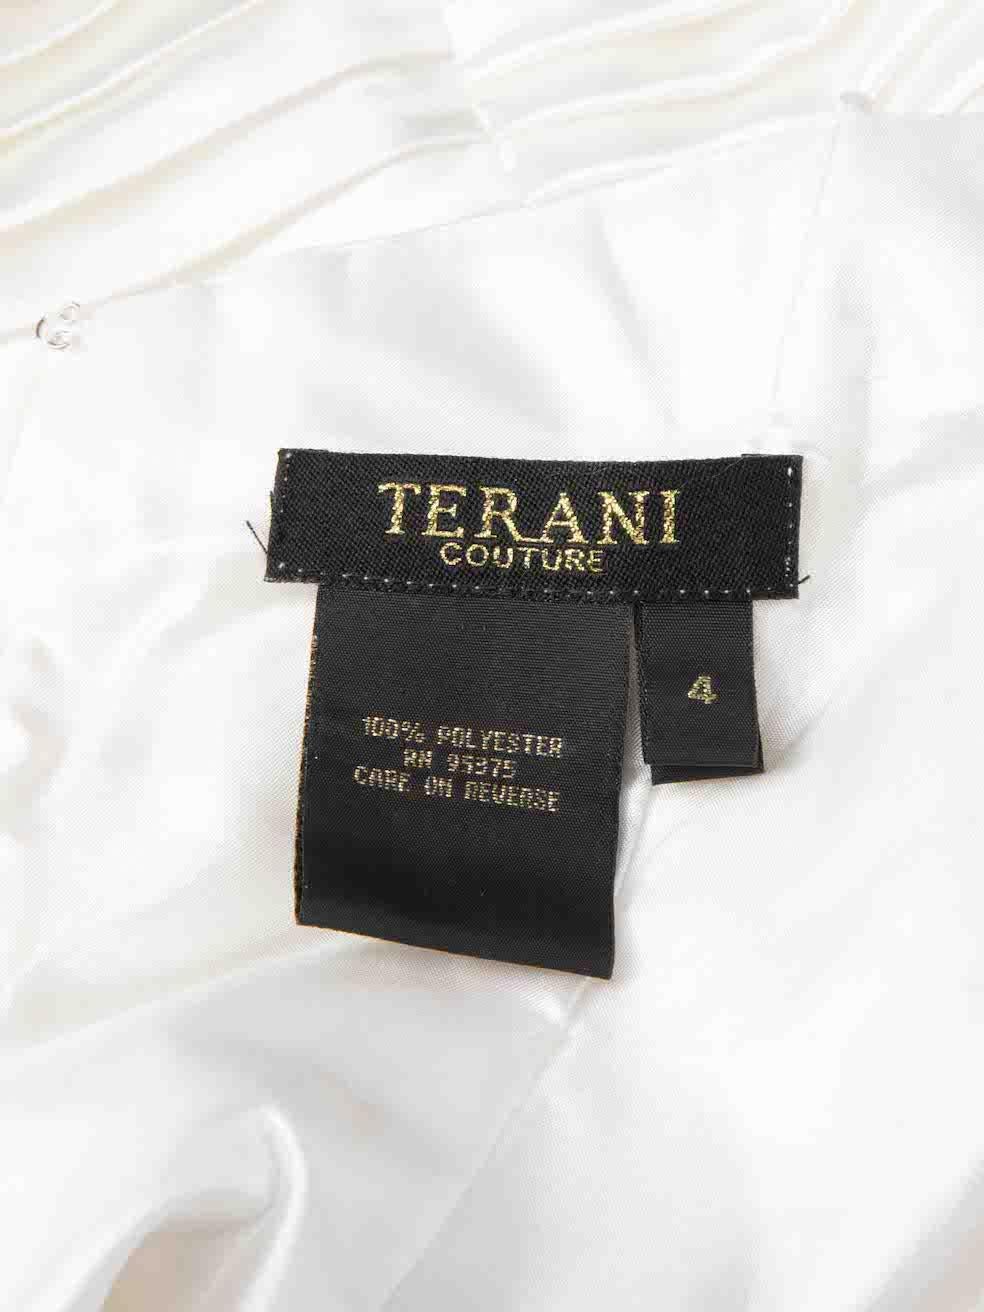 TERANI
COUTURE
4
100% POLYESTER
RN 95375
CARE ON REVERSE